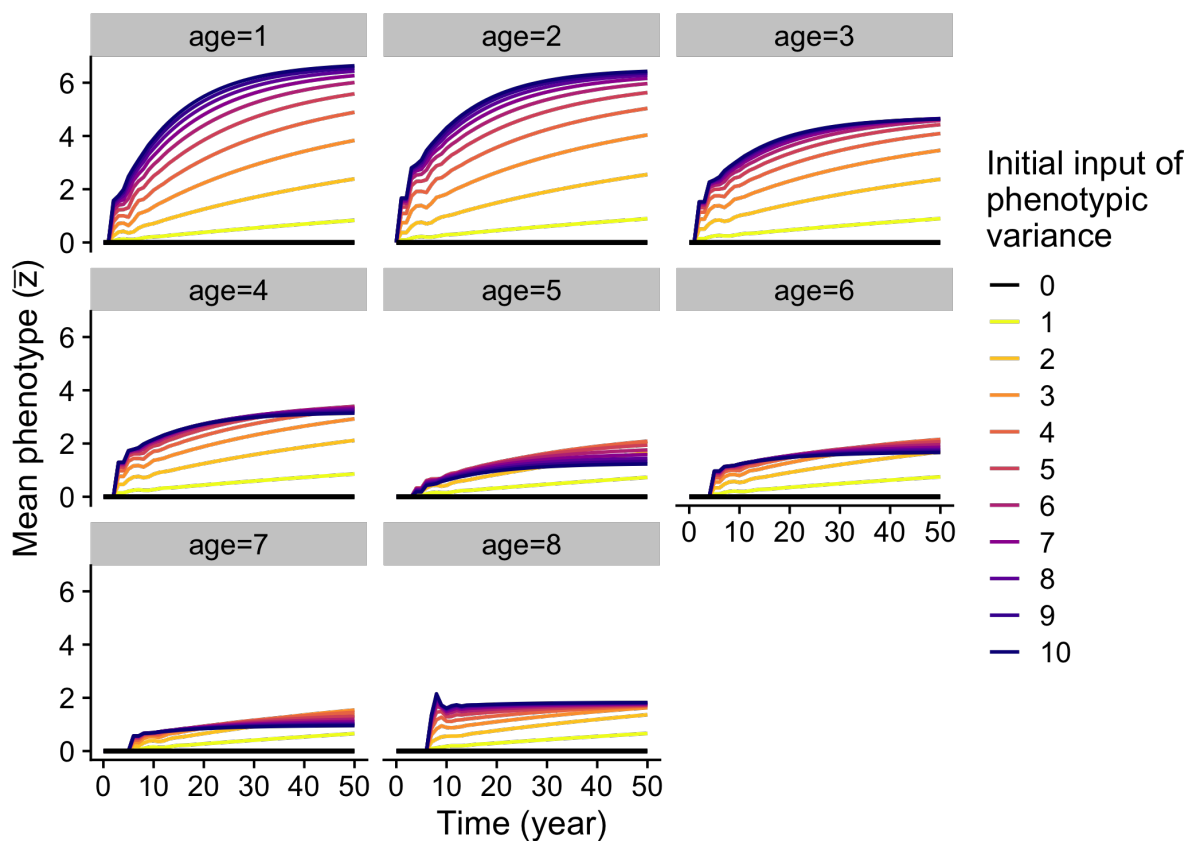 age=1
age=2
age=3
6
4
2
0
age=4
age=5
age=6
6
4
2
0
0 10 20 30 40 50
age=7
age=8
6
4
2
0
0 10 20 30 40 50
0 10 20 30 40 50
Mean phenotype (z̅)
Time (year)
Initial input of
phenotypic
variance
0
1
2
3
4
5
6
7
8
9
10